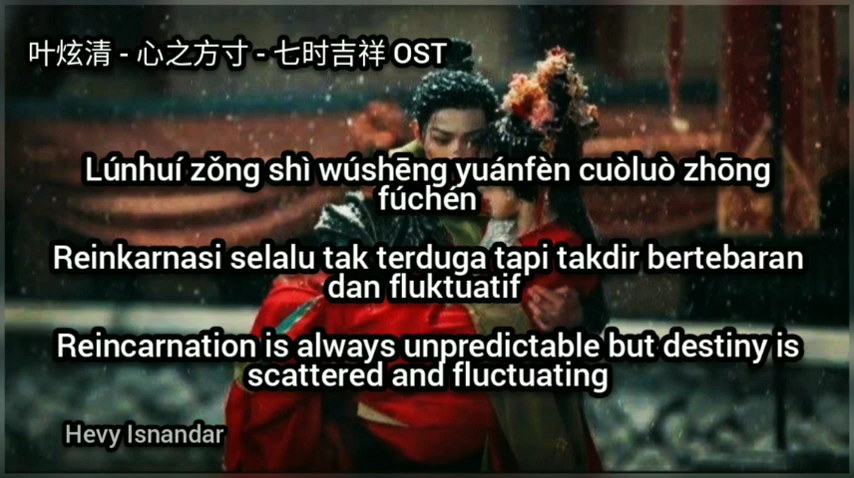 叶炫清 - 心之方寸 - 七时吉祥 OST
Lúnhuí zǒng shì wúshēng yuánfèn cuòluò zhōng
fúchén
Reinkarnasi selalu tak terduga tapi takdir bertebaran
dan fluktuatif
Reincarnation is always unpredictable but destiny is
scattered and fluctuating
Hevy Isnandar